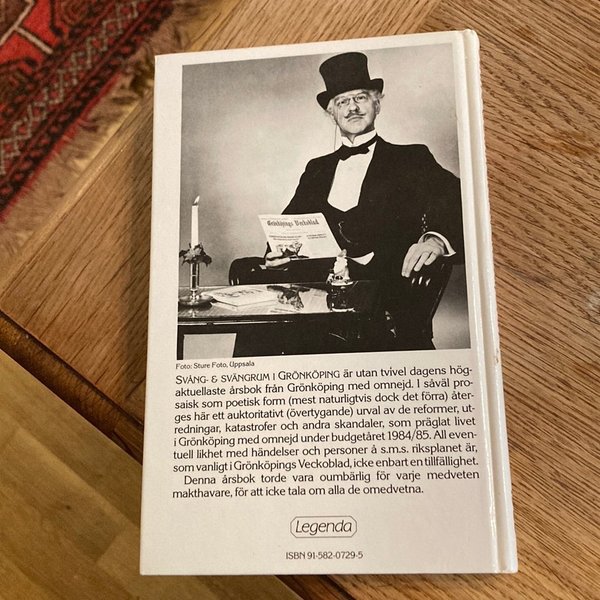 Grönköpings Veckoblad
Foto: Sture Foto, Uppsala
SVÅNG- & SVÄNGRUM I GRÖNKÖPING är utan tvivel dagens hög-
aktuellaste årsbok från Grönköping med omnejd. I såväl pro-
saisk som poetisk form (mest naturligtvis dock det förra) åter-
ges här ett auktoritativt (övertygande) urval av de reformer, ut-
redningar, katastrofer och andra skandaler, som präglat livet
i Grönköping med omnejd under budgetåret 1984/85. All even-
tuell likhet med händelser och personer å s.m.s. riksplanet är,
som vanligt i Grönköpings Veckoblad, icke enbart en tillfällighet.
Denna årsbok torde vara oumbärlig för varje medveten
makthavare, för att icke tala om alla de omedvetna.
Legenda
ISBN 91-582-0729-5